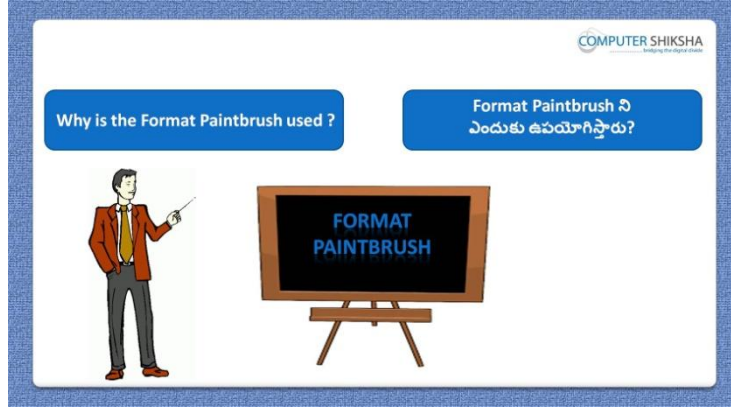 COMPUTER SHIKSHA
bridging the digital divide
Why is the Format Paintbrush used ?
Format Paintbrush ని
ఎందుకు ఉపయోగిస్తారు?
FORMAT
PAINTBRUSH